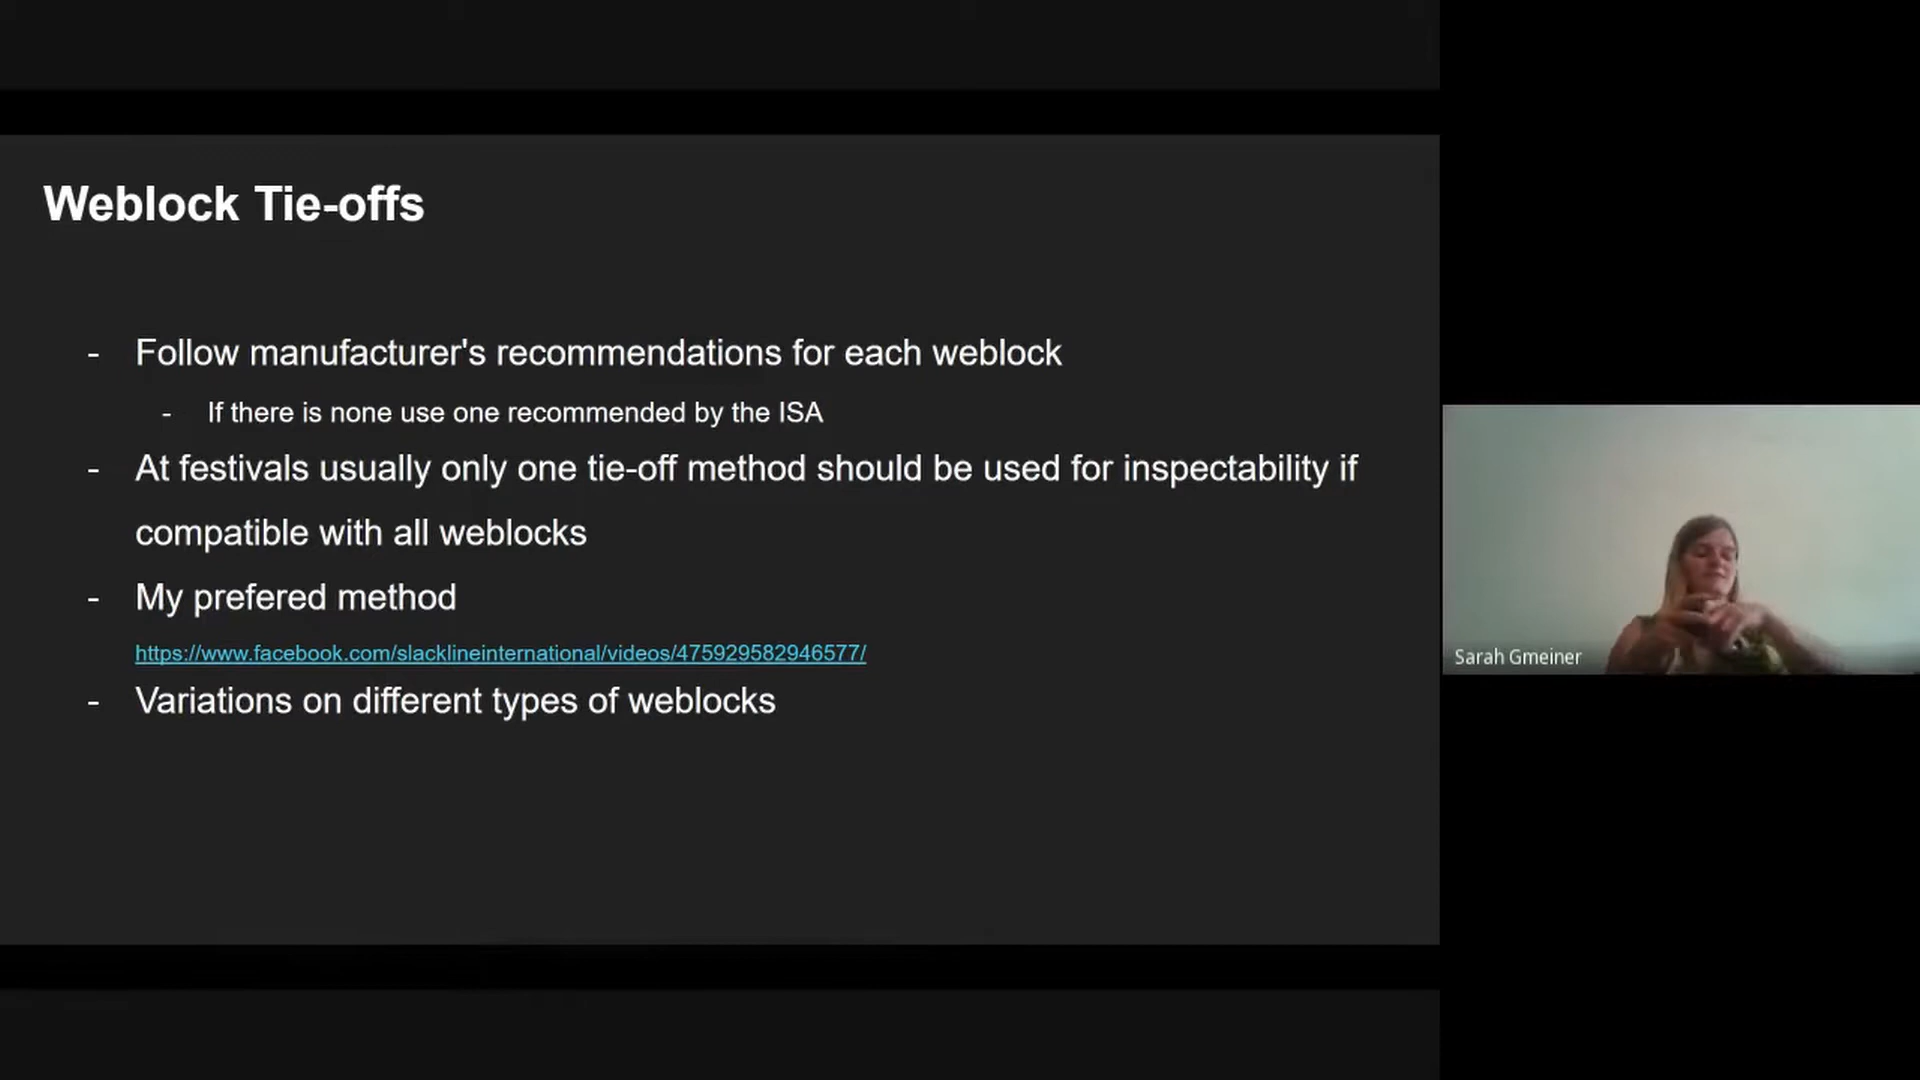 Weblock Tie-offs
- Follow manufacturer's recommendations for each weblock
- If there is none use one recommended by the ISA
- At festivals usually only one tie-off method should be used for inspectability if
compatible with all weblocks
- My prefered method
https://www.facebook.com/slacklineinternational/videos/475929582946577/
- Variations on different types of weblocks
Sarah Gmeiner